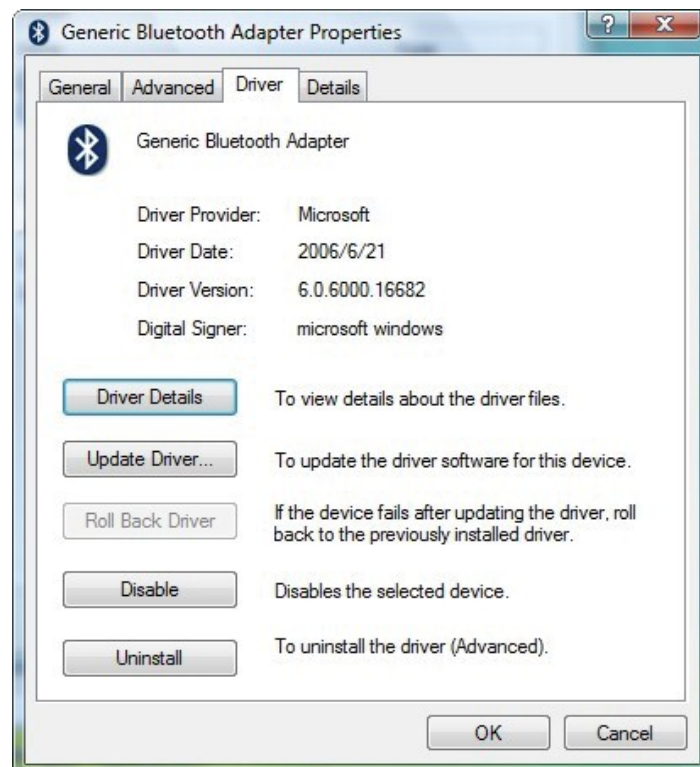 Generic Bluetooth Adapter Properties
General Advanced Driver Details
Generic Bluetooth Adapter
Driver Provider: Microsoft
Driver Date: 2006/6/21
Driver Version: 6.0.6000.16682
Digital Signer: microsoft windows
Driver Details To view details about the driver files.
Update Driver... To update the driver software for this device.
Roll Back Driver If the device fails after updating the driver, roll
back to the previously installed driver.
Disable Disables the selected device.
Uninstall To uninstall the driver (Advanced).
OK Cancel